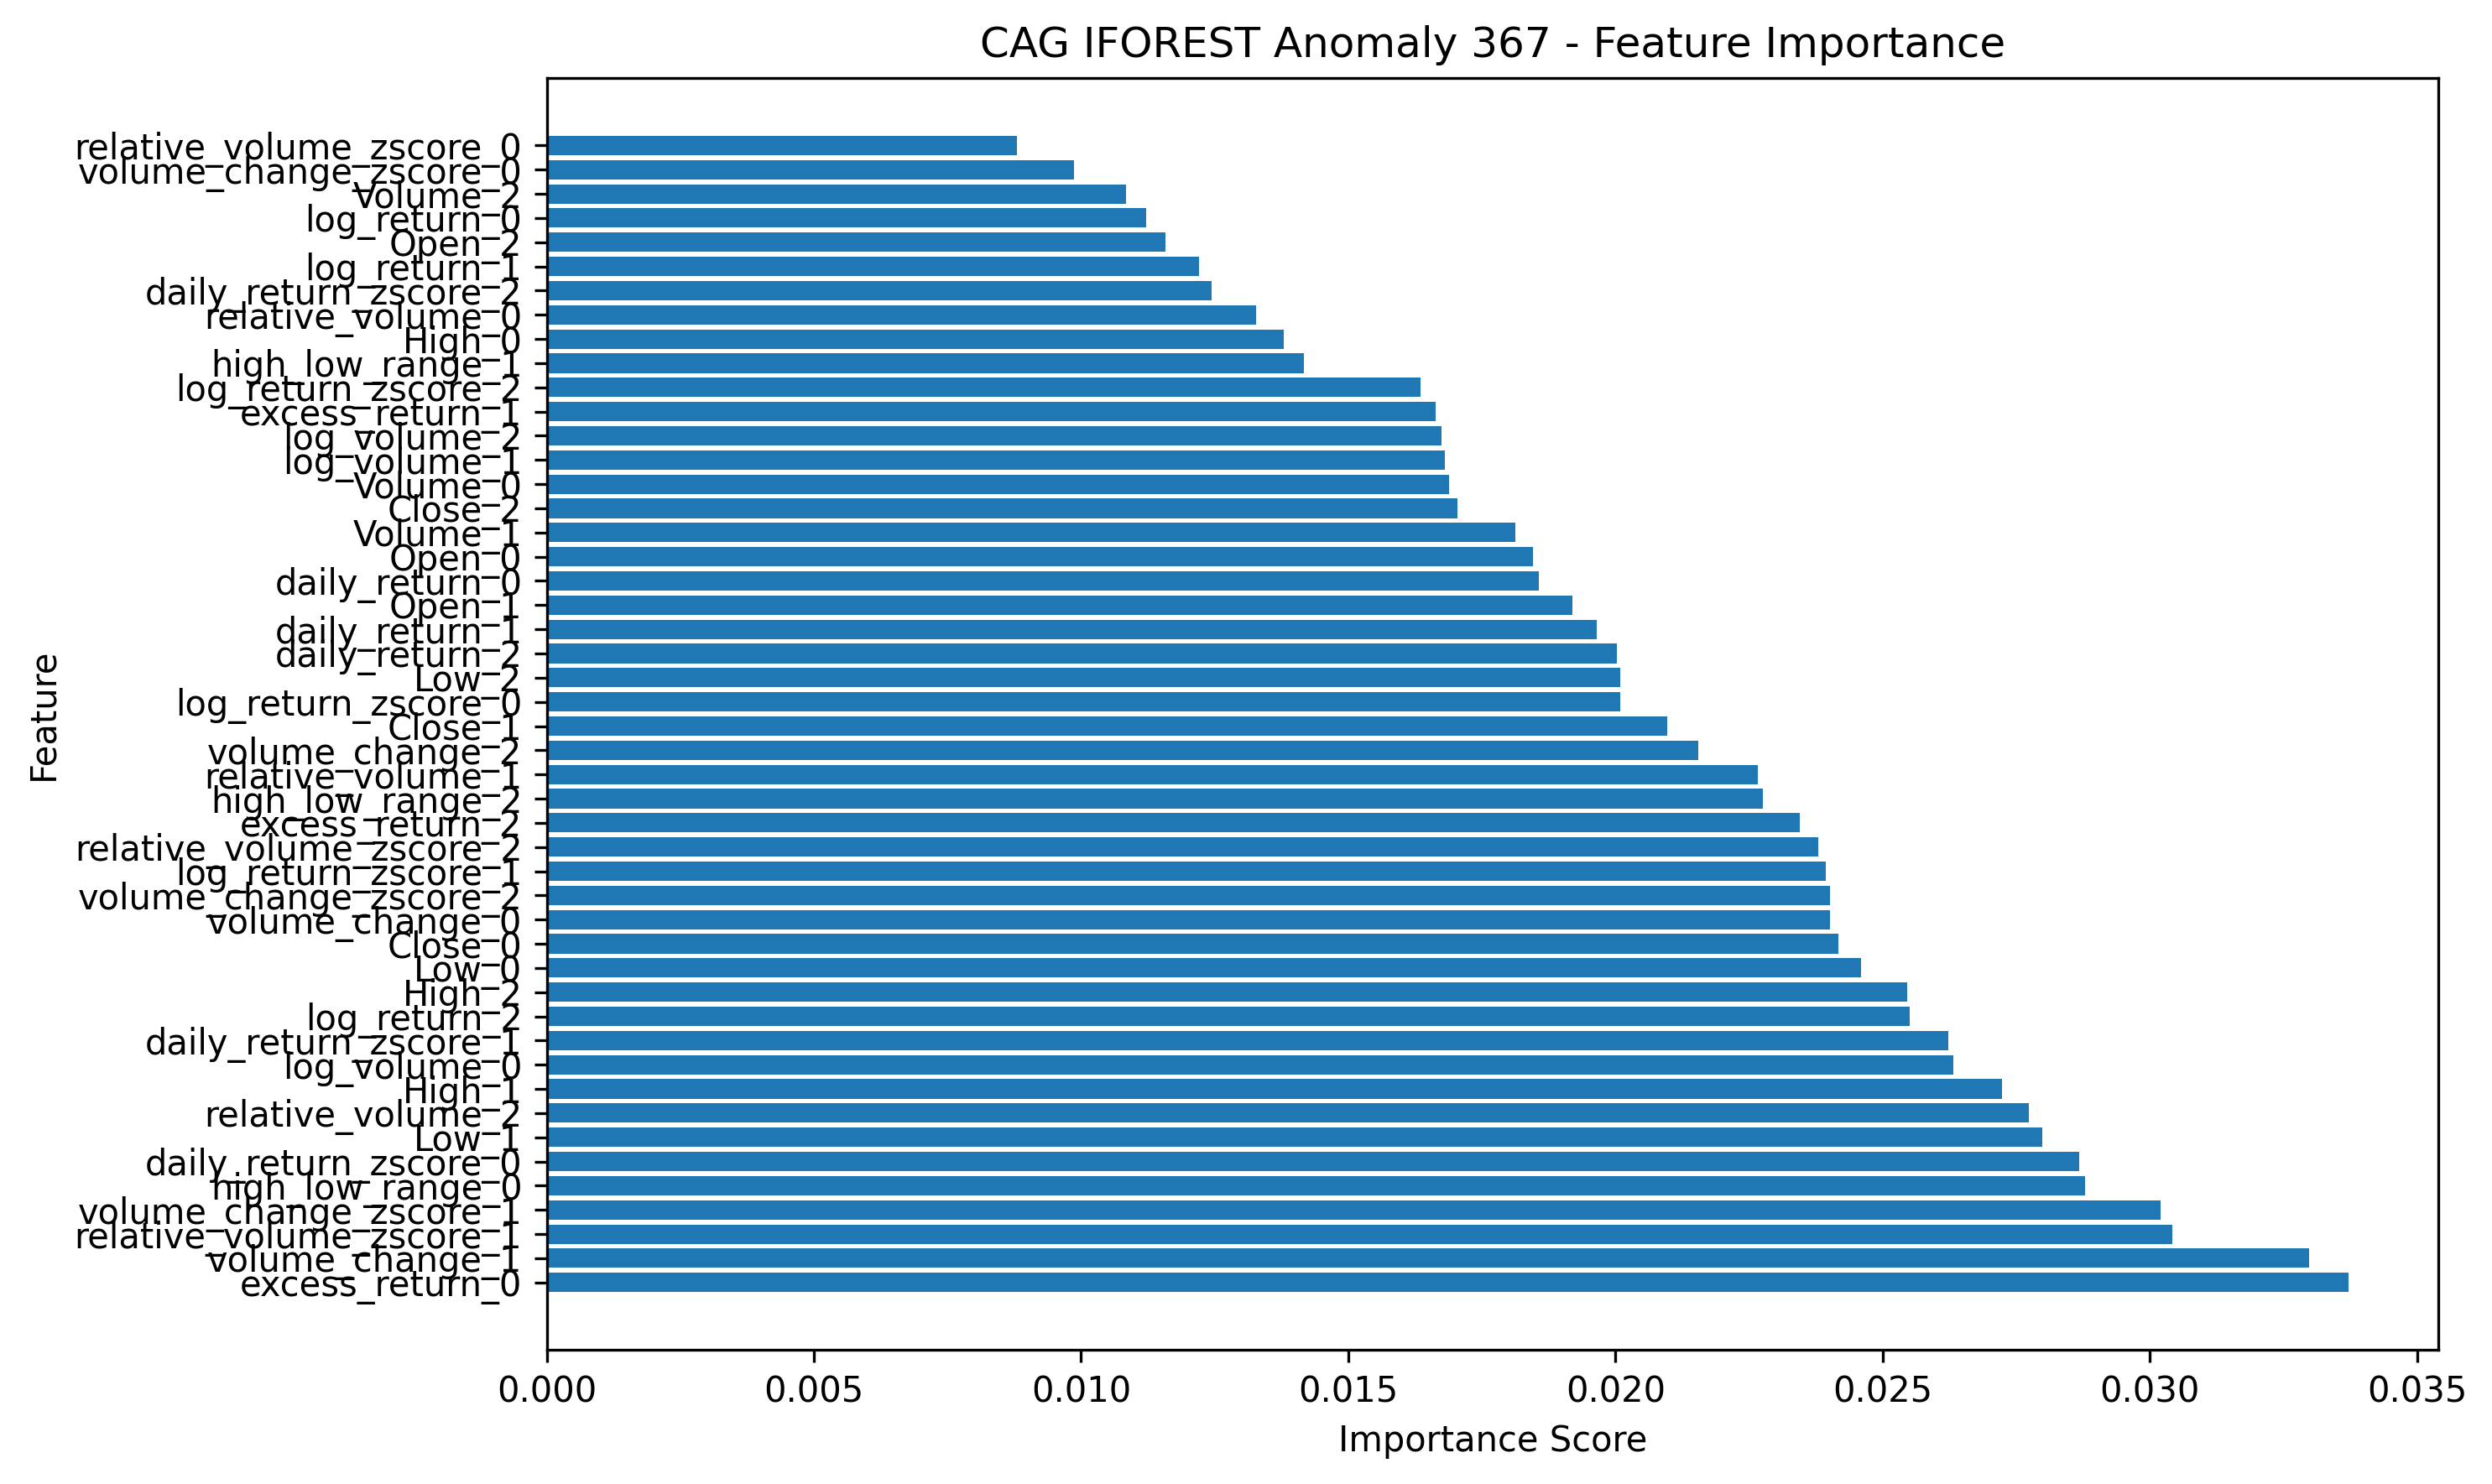 CAG IFOREST Anomaly 367 - Feature Importance
relative_volume_zscore_0
volume_change_zscore_0
Volume_2
log_return_0
Open_2
log_return_1
daily_return_zscore_2
relative_volume_0
High_0
high_low_range_1
log_return_zscore_2
excess_return_1
log_volume_2
log_volume_1
Volume_0
Close_2
Volume_1
Open_0
daily_return_0
Open_1
daily_return_1
daily_return_2
Low_2
log_return_zscore_0
Close_1
volume_change_2
relative_volume_1
high_low_range_2
excess_return_2
relative_volume_zscore_2
log_return_zscore_1
volume_change_zscore_2
volume_change_0
Close_0
Low_0
High_2
log_return_2
daily_return_zscore_1
log_volume_0
High_1
relative_volume_2
Low_1
daily_return_zscore_0
high_low_range_0
volume_change_zscore_1
relative_volume_zscore_1
volume_change_1
excess_return_0
Feature
0.000 0.005 0.010 0.015 0.020 0.025 0.030 0.035
Importance Score